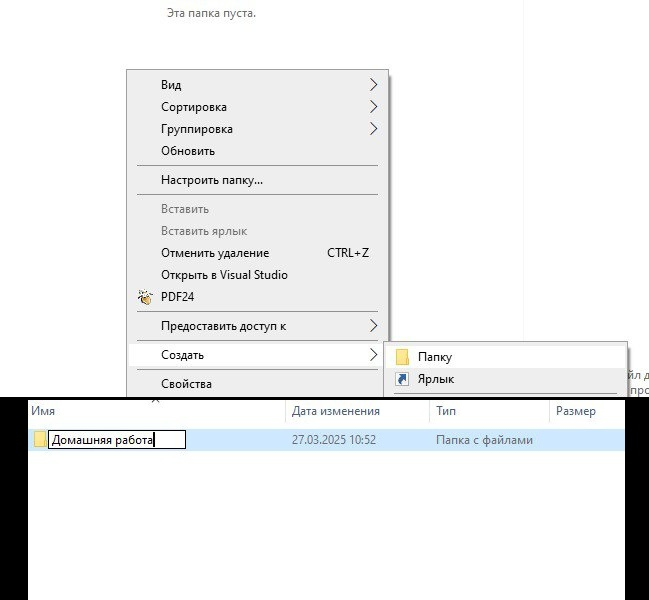 Эта папка пуста.
Вид
Сортировка
Группировка
Обновить
Настроить папку...
Вставить
Вставить ярлык
Отменить удаление CTRL+Z
Открыть в Visual Studio
PDF24
Предоставить доступ к
Создать
Папку
Ярлык
Свойства
Имя Дата изменения Тип Размер
Домашняя работа 27.03.2025 10:52 Папка с файлами